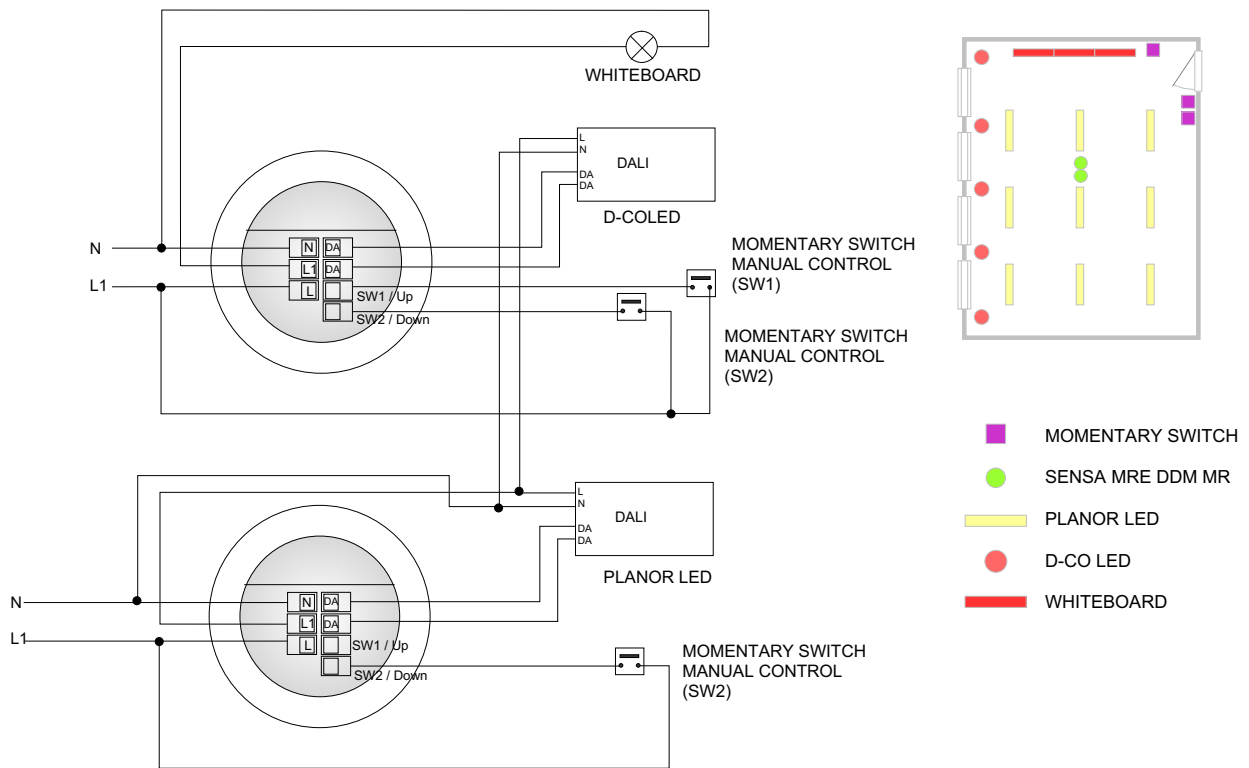 WHITEBOARD
L
N
DALI
DA
DA
D-COLED
N
L1
N
DA
L1
DA
L
SW1 / Up
SW2 / Down
MOMENTARY SWITCH
MANUAL CONTROL
(SW1)
MOMENTARY SWITCH
MANUAL CONTROL
(SW2)
L
N
DALI
DA
DA
PLANOR LED
N
L1
N
DA
L1
DA
L
SW1 / Up
SW2 / Down
MOMENTARY SWITCH
MANUAL CONTROL
(SW2)
MOMENTARY SWITCH
SENSA MRE DDM MR
PLANOR LED
D-CO LED
WHITEBOARD